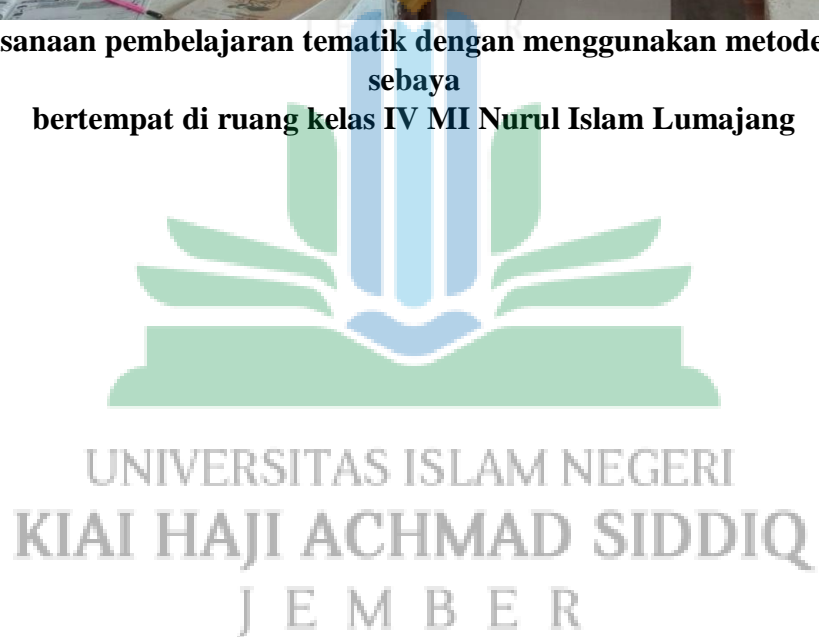 sanaan pembelajaran tematik dengan menggunakan metode
sebaya
bertempat di ruang kelas IV MI Nurul Islam Lumajang
UNIVERSITAS ISLAM NEGERI
KIAI HAJI ACHMAD SIDDIQ
JEMBER